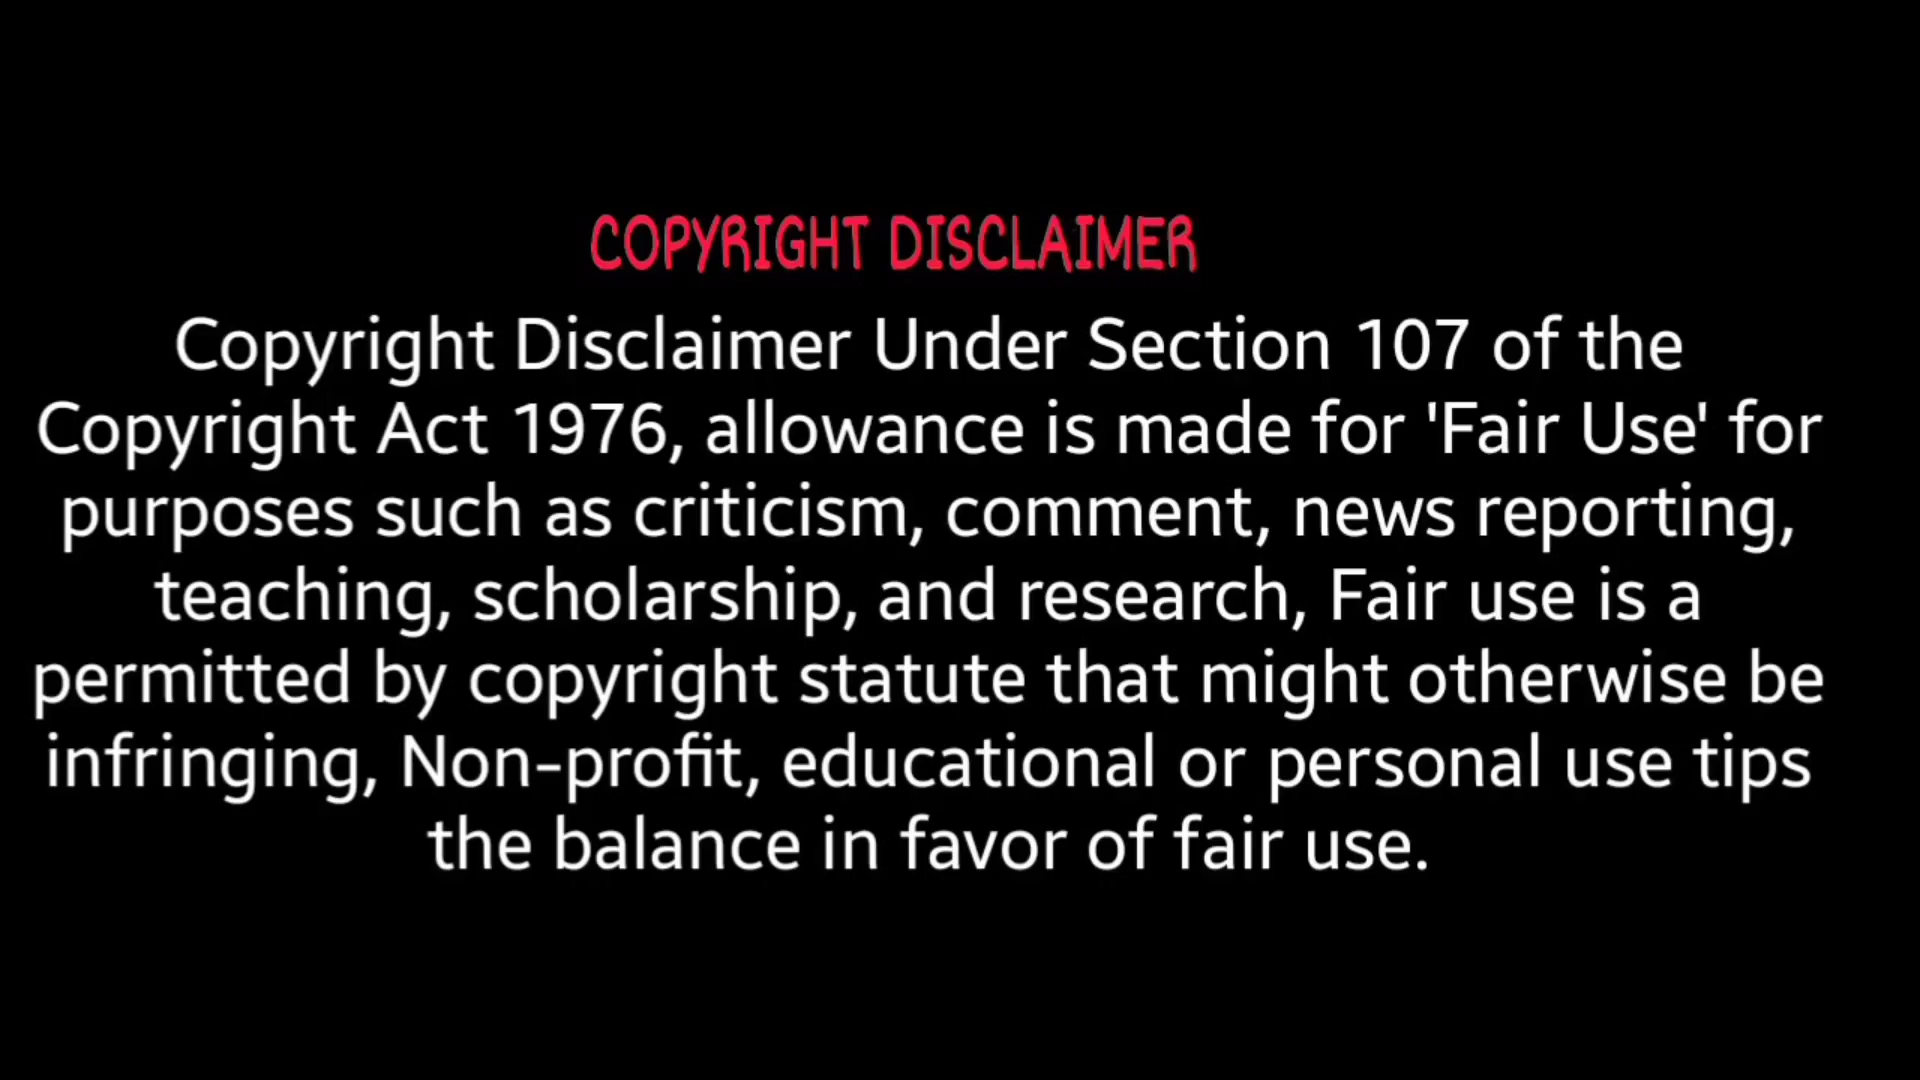 COPYRIGHT DISCLAIMER
Copyright Disclaimer Under Section 107 of the
Copyright Act 1976, allowance is made for 'Fair Use' for
purposes such as criticism, comment, news reporting,
teaching, scholarship, and research, Fair use is a
permitted by copyright statute that might otherwise be
infringing, Non-profit, educational or personal use tips
the balance in favor of fair use.